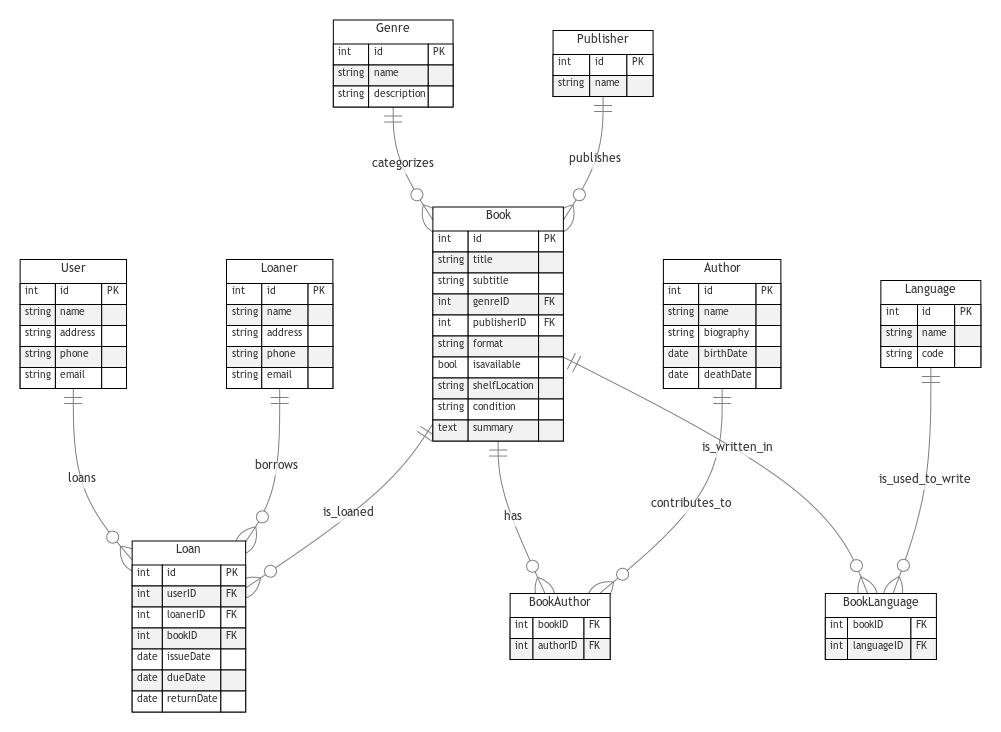 Genre
int id PK
string name
string description
Publisher
int id PK
string name
categorizes
publishes
Book
int id PK
string title
string subtitle
int genreID FK
int publisherID FK
string format
bool isavailable
string shelfLocation
string condition
text summary
User
int id PK
string name
string address
string phone
string email
Loaner
int id PK
string name
string address
string phone
string email
Author
int id PK
string name
string biography
date birthDate
date deathDate
Language
int id PK
string name
string code
loans
borrows
is_loaned
has
contributes_to
is_written_in
is_used_to_write
Loan
int id PK
int userID FK
int loanerID FK
int bookID FK
date issueDate
date dueDate
date returnDate
BookAuthor
int bookID FK
int authorID FK
BookLanguage
int bookID FK
int languageID FK